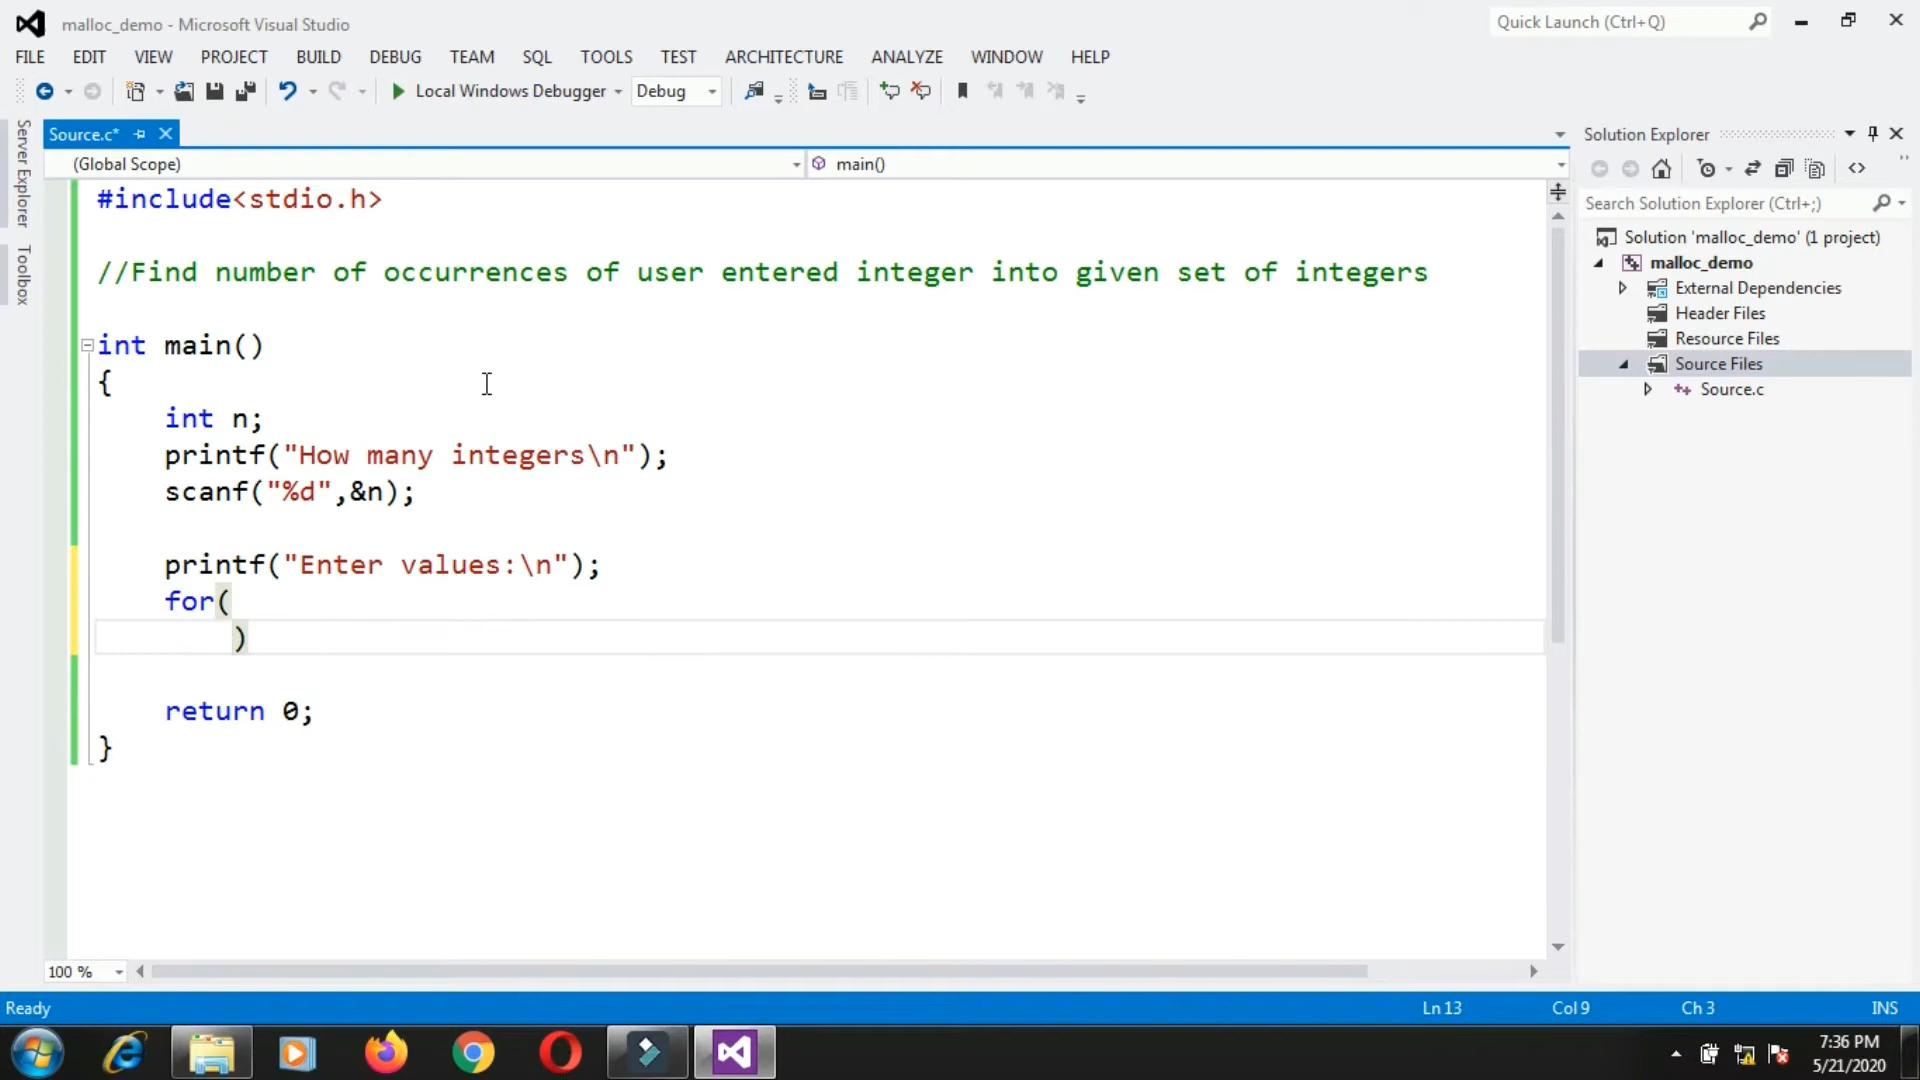 malloc_demo - Microsoft Visual Studio
Quick Launch (Ctrl+Q)
FILE EDIT VIEW PROJECT BUILD DEBUG TEAM SQL TOOLS TEST ARCHITECTURE ANALYZE WINDOW HELP
Local Windows Debugger Debug
Server Explorer
Toolbox
Source.c*
(Global Scope) main()
#include<stdio.h>
//Find number of occurrences of user entered integer into given set of integers
int main()
{
int n;
printf("How many integers\n");
scanf("%d",&n);
printf("Enter values:\n");
for(
)
return 0;
}
100 %
Solution Explorer
Search Solution Explorer (Ctrl+;)
Solution 'malloc_demo' (1 project)
malloc_demo
External Dependencies
Header Files
Resource Files
Source Files
Source.c
Ready Ln 13 Col 9 Ch 3 INS
7:36 PM
5/21/2020